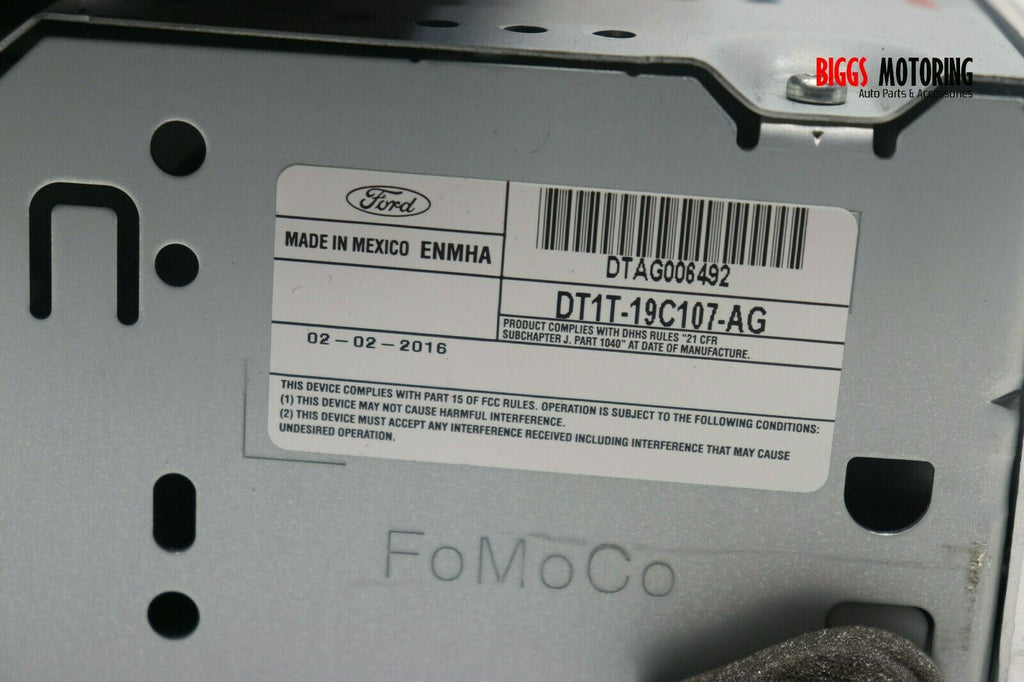 BIGGS MOTORING
Auto Parts & Accessories
Ford
MADE IN MEXICO ENMHA
DTAG006492
DT1T-19C107-AG
PRODUCT COMPLIES WITH DHHS RULES "21 CFR
SUBCHAPTER J. PART 1040" AT DATE OF MANUFACTURE.
02-02-2016
THIS DEVICE COMPLIES WITH PART 15 OF FCC RULES. OPERATION IS SUBJECT TO THE FOLLOWING CONDITIONS:
(1) THIS DEVICE MAY NOT CAUSE HARMFUL INTERFERENCE.
(2) THIS DEVICE MUST ACCEPT ANY INTERFERENCE RECEIVED INCLUDING INTERFERENCE THAT MAY CAUSE
UNDESIRED OPERATION.
FoMoCo